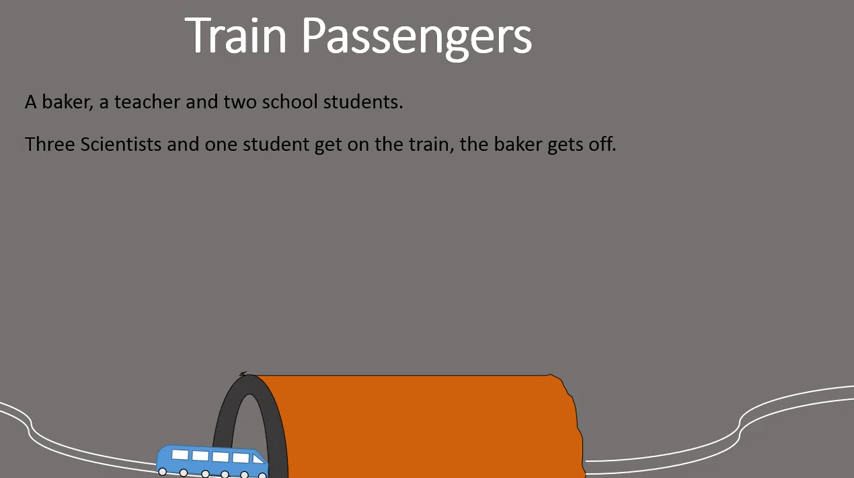 Train Passengers
A baker, a teacher and two school students.
Three Scientists and one student get on the train, the baker gets off.